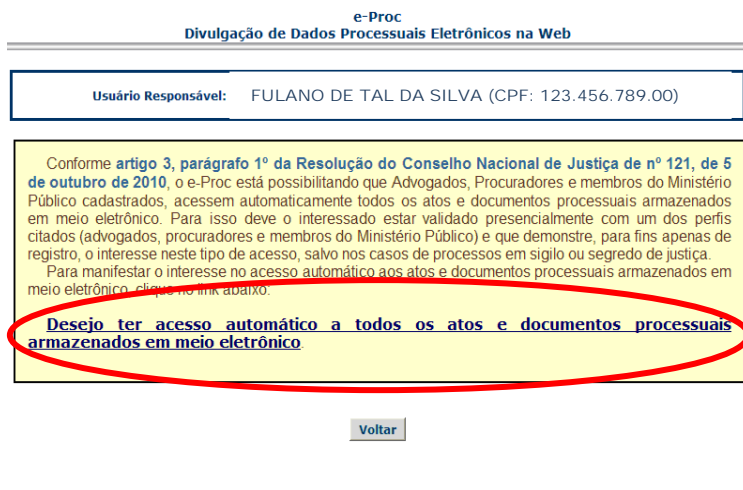 e-Proc
Divulgação de Dados Processuais Eletrônicos na Web
Usuário Responsável: FULANO DE TAL DA SILVA (CPF: 123.456.789.00)
Conforme artigo 3, parágrafo 1º da Resolução do Conselho Nacional de Justiça de nº 121, de 5
de outubro de 2010, o e-Proc está possibilitando que Advogados, Procuradores e membros do Ministério
Público cadastrados, acessem automaticamente todos os atos e documentos processuais armazenados
em meio eletrônico. Para isso deve o interessado estar validado presencialmente com um dos perfis
citados (advogados, procuradores e membros do Ministério Público) e que demonstre, para fins apenas de
registro, o interesse neste tipo de acesso, salvo nos casos de processos em sigilo ou segredo de justiça.
Para manifestar o interesse no acesso automático aos atos e documentos processuais armazenados em
meio eletrônico, clique no link abaixo:
Desejo ter acesso automático a todos os atos e documentos processuais
armazenados em meio eletrônico.
Voltar